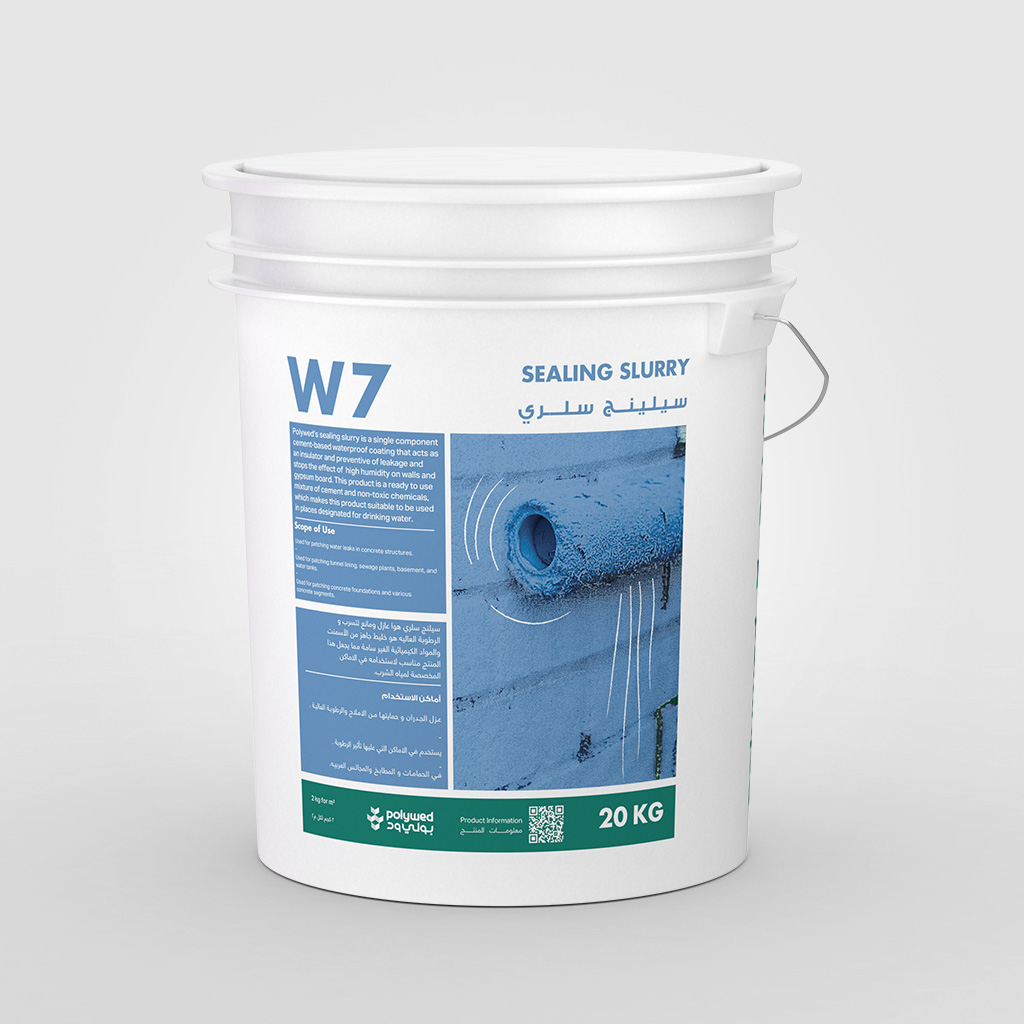 W7
SEALING SLURRY
سيلينج سلري
Polywed's sealing slurry is a single component
cement-based waterproof coating that acts as
an insulator and preventive of leakage and
stops the effect of high humidity on walls and
gypsum board. This product is a ready to use
mixture of cement and non-toxic chemicals,
which makes this product suitable to be used
in places designated for drinking water.
Scope of Use
Used for patching water leaks in concrete structures.
-
Used for patching tunnel lining, sewage plants, basement, and
water tanks.
-
Used for patching concrete foundations and various
concrete segments.
سيلنج سلري هوا عازل ومانع لتسرب و
الرطوبة العاليه هو خليط جاهز من الأسمنت
والمواد الكيميائية الغير سامة مما يجعل هذا
المنتج مناسب لاستخدامه في الاماكن
المخصصة لمياه الشرب.
أماكن الاستخدام
عزل الجدران و حمايتها من الاملاح والرطوبة العالية .
-
يستخدم في الاماكن التي عليها تأثير الرطوبة .
-
في الحمامات و المطابخ والمجالس العربيه.
2 kg for m²
٢ كجم لكل م٢
polywed
بولي ود
Product Information
معلومات المنتج
20 KG